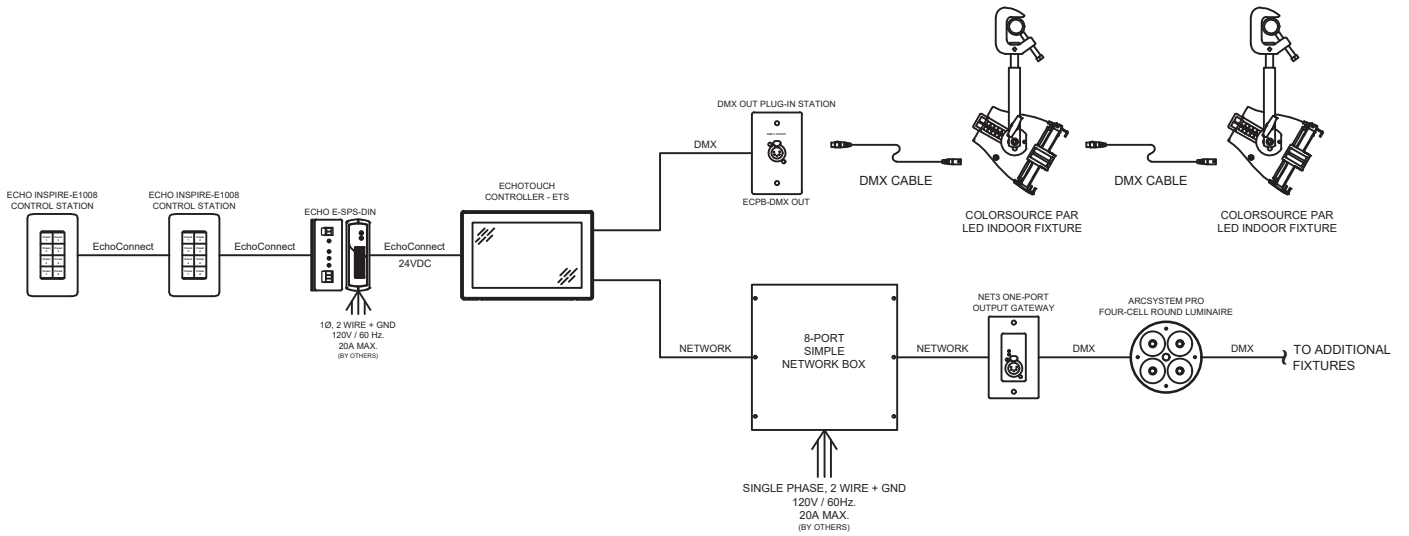 ECHO INSPIRE-E1008
CONTROL STATION
ECHO INSPIRE-E1008
CONTROL STATION
EchoConnect
EchoConnect
ECHO E-SPS-DIN
1Ø, 2 WIRE + GND
120V / 60 Hz.
20A MAX.
(BY OTHERS)
EchoConnect
24VDC
ECHOTOUCH
CONTROLLER - ETS
DMX
DMX OUT PLUG-IN STATION
ECPB-DMX OUT
DMX CABLE
COLORSOURCE PAR
LED INDOOR FIXTURE
DMX CABLE
COLORSOURCE PAR
LED INDOOR FIXTURE
NETWORK
8-PORT
SIMPLE
NETWORK BOX
SINGLE PHASE, 2 WIRE + GND
120V / 60Hz.
20A MAX.
(BY OTHERS)
NETWORK
NET3 ONE-PORT
OUTPUT GATEWAY
DMX
ARCSYSTEM PRO
FOUR-CELL ROUND LUMINAIRE
DMX
TO ADDITIONAL
FIXTURES